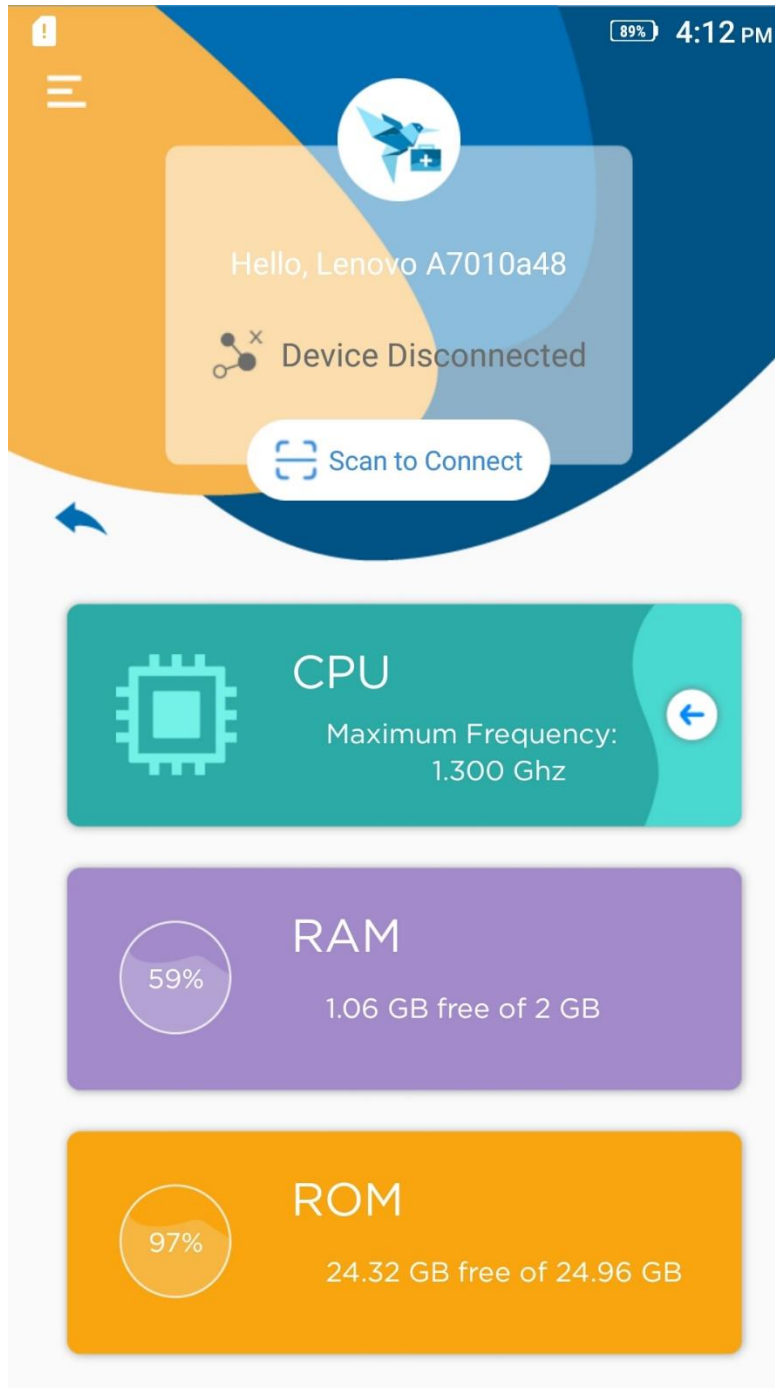 89% 4:12 PM
Hello, Lenovo A7010a48
Device Disconnected
Scan to Connect
CPU
Maximum Frequency:
1.300 Ghz
RAM
59%
1.06 GB free of 2 GB
ROM
97%
24.32 GB free of 24.96 GB